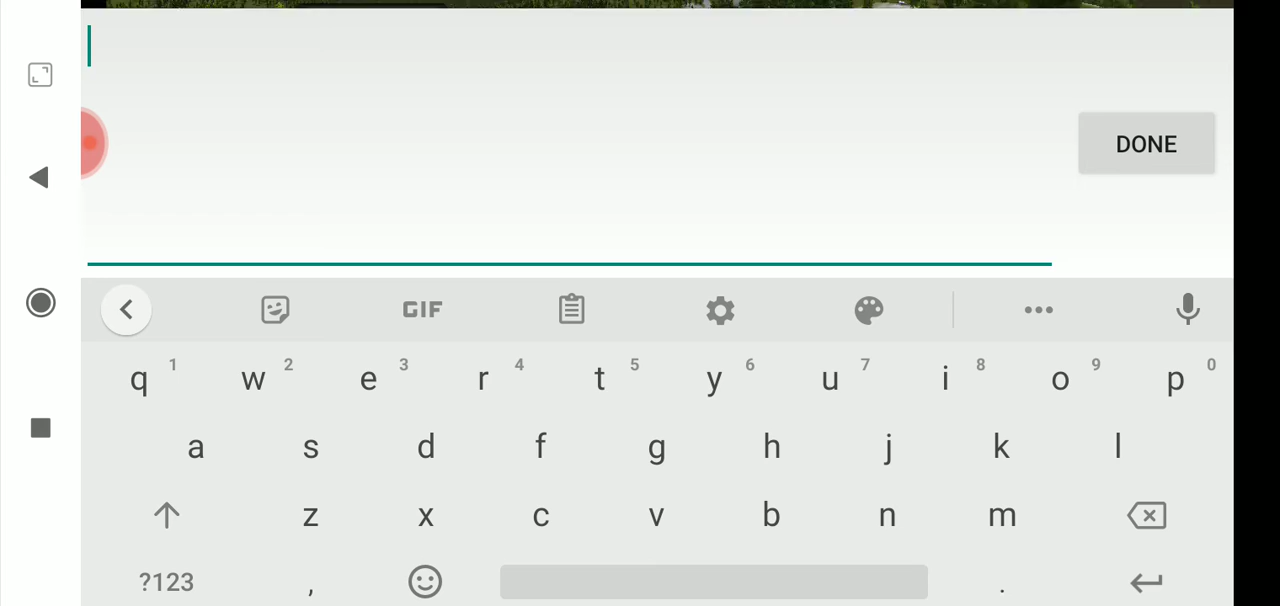 DONE
GIF
q 1 w 2 e 3 r 4 t 5 y 6 u 7 i 8 o 9 p 0
a s d f g h j k l
z x c v b n m
?123 , .